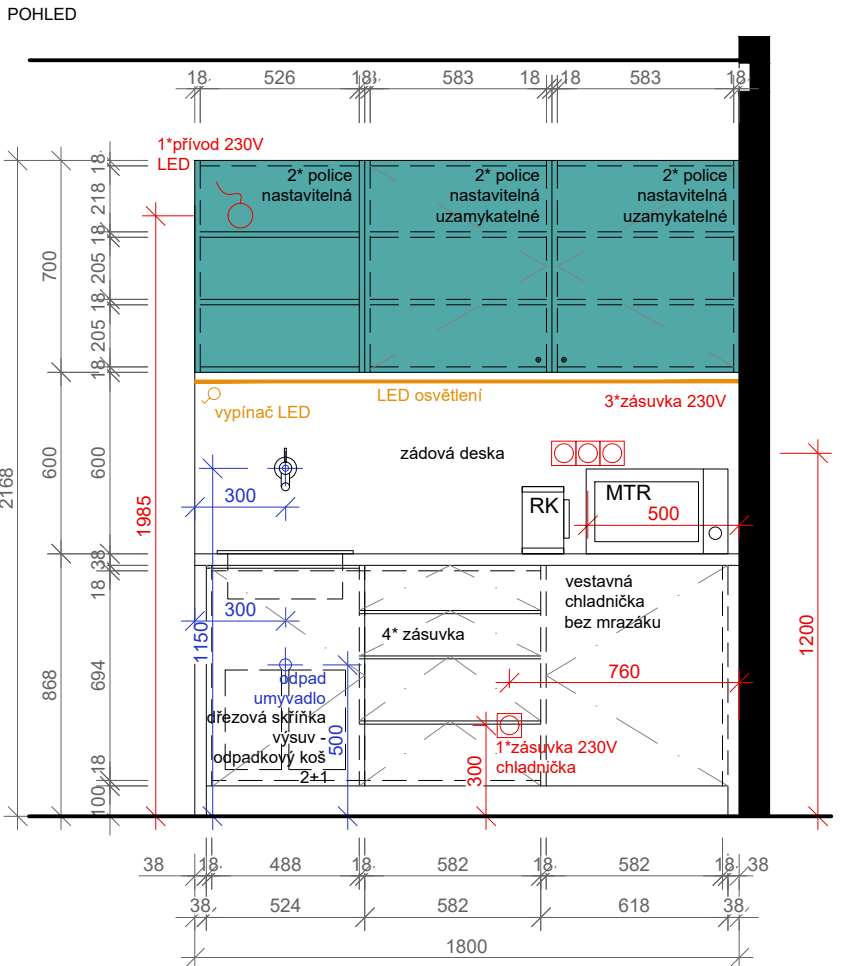 POHLED
18 526 18 583 18 18 583 18
1*přívod 230V
LED
2* police
nastavitelná
2* police
nastavitelná
uzamykatelné
2* police
nastavitelná
uzamykatelné
18
218
18
205
18
205
18
700
600
600
2168
1985
LED osvětlení
vypínač LED
3*zásuvka 230V
zádová deska
300
RK
MTR
500
38
18
300
1150
4* zásuvka
vestavná
chladnička
bez mrazáku
1200
868
694
760
odpad
umyvadlo
dřezová skříňka
výsuv -
odpadkový koš
2+1
500
300
1*zásuvka 230V
chladnička
18
100
38 18 488 18 582 18 582 18 38
38 524 582 618 38
1800